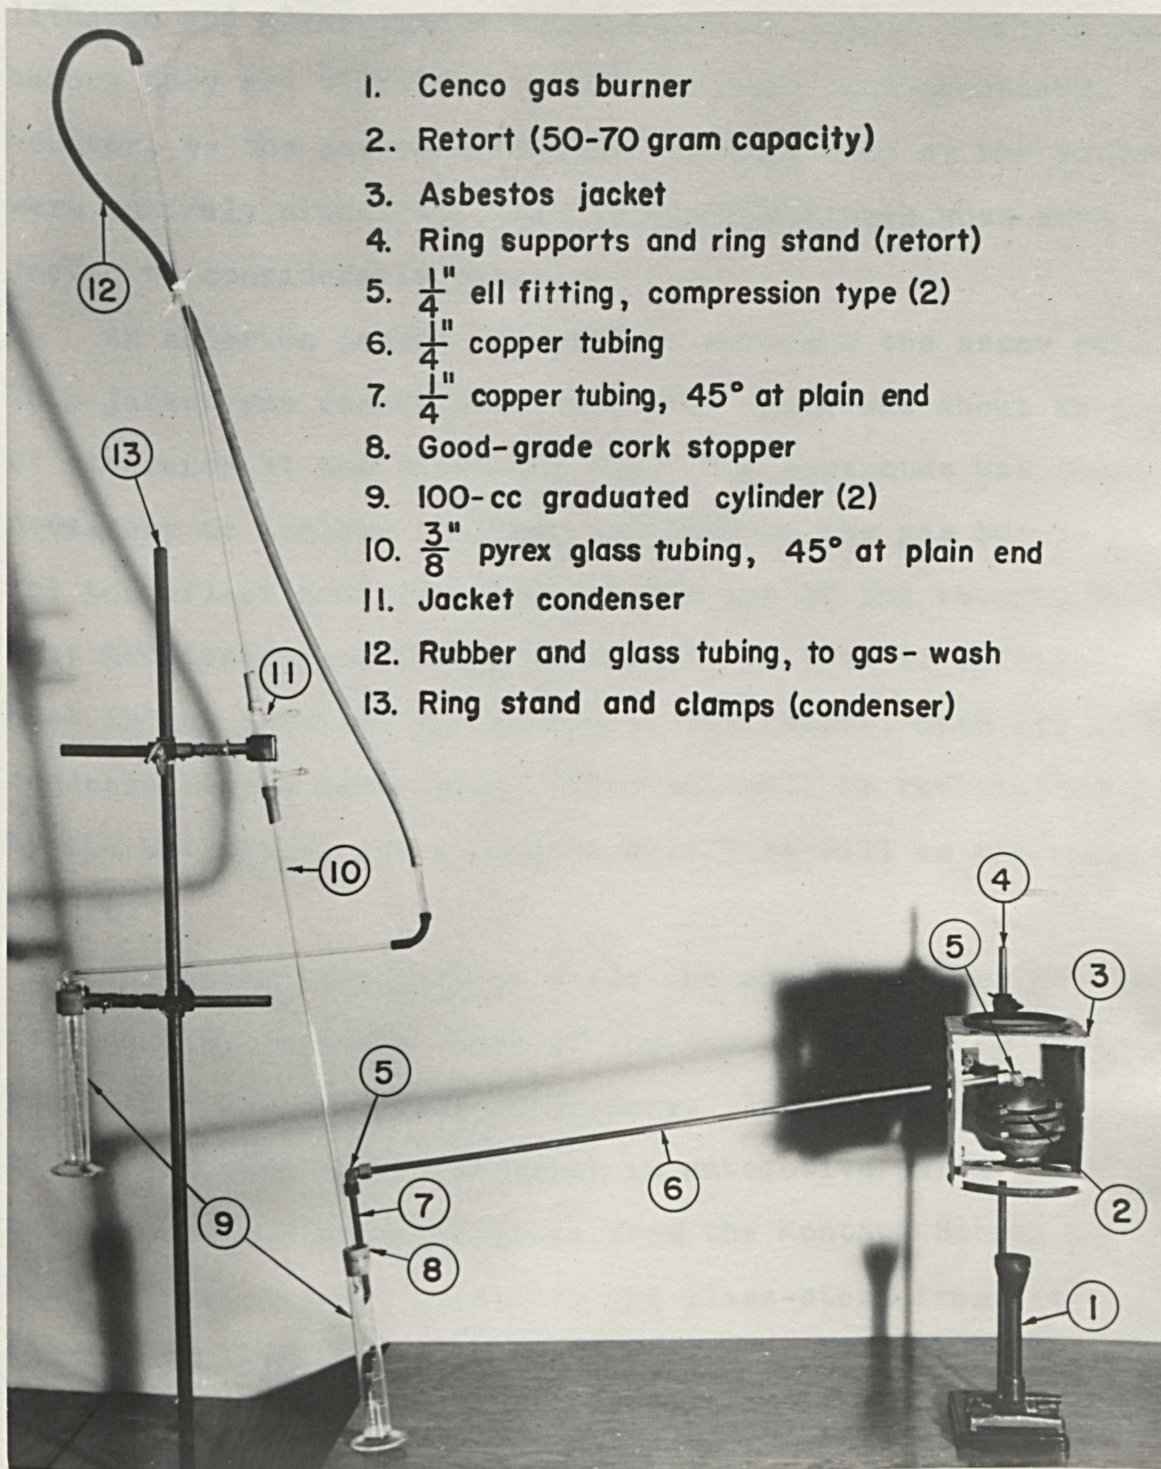 1. Cenco gas burner
2. Retort (50-70 gram capacity)
3. Asbestos jacket
4. Ring supports and ring stand (retort)
5. 1/4" ell fitting, compression type (2)
6. 1/4" copper tubing
7. 1/4" copper tubing, 45° at plain end
8. Good-grade cork stopper
9. 100-cc graduated cylinder (2)
10. 3/8" pyrex glass tubing, 45° at plain end
11. Jacket condenser
12. Rubber and glass tubing, to gas-wash
13. Ring stand and clamps (condenser)
12
13
11
10
4
5
3
5
6
7
2
9
8
1